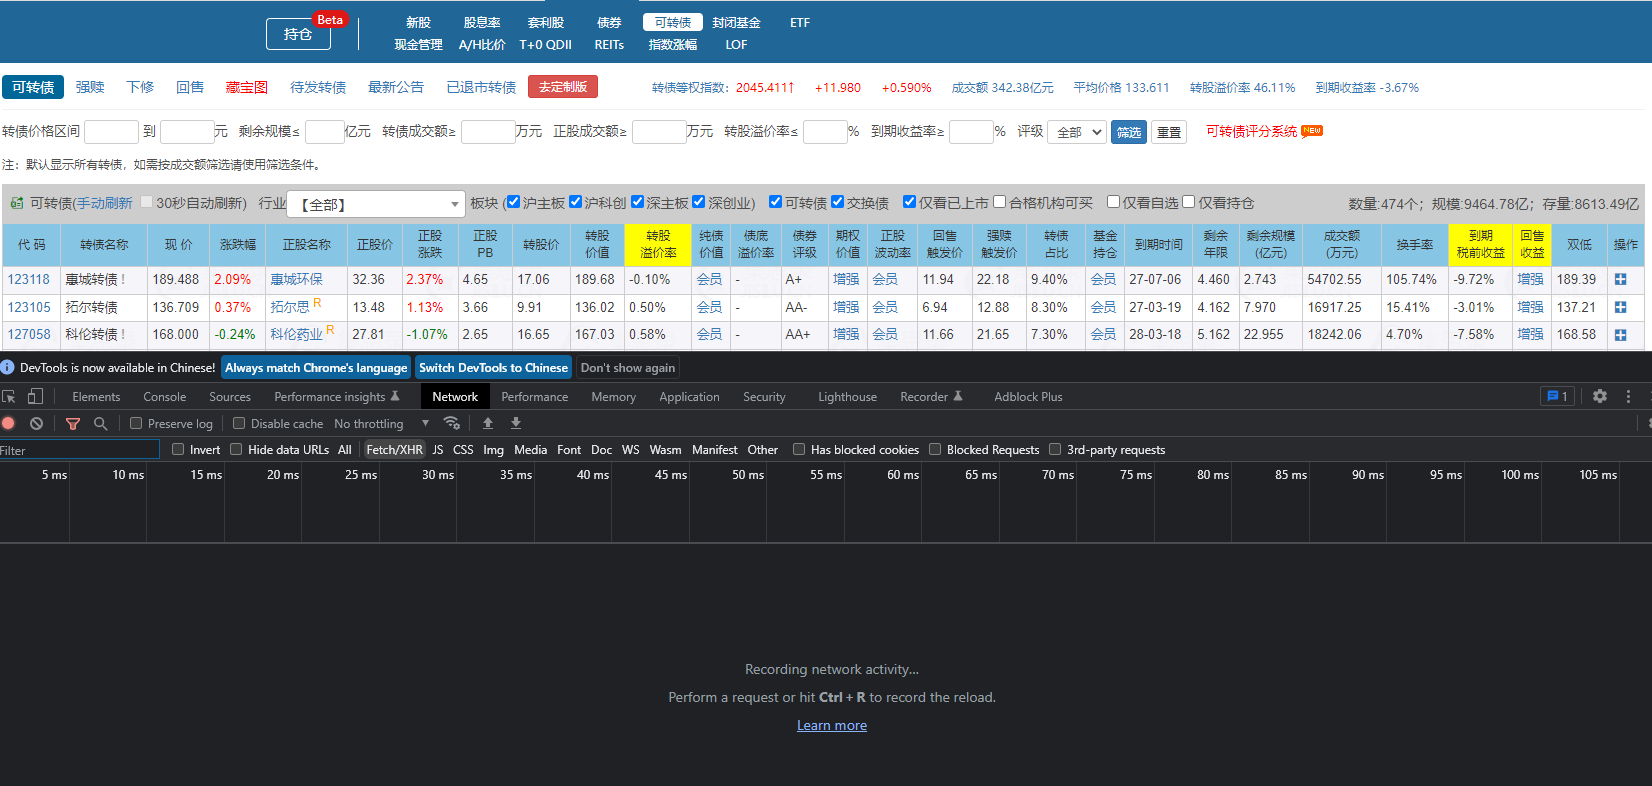 持仓 Beta
新股 股息率 套利股 债券 可转债 封闭基金 ETF
现金管理 A/H比价 T+0 QDII REITs 指数涨幅 LOF
可转债 强赎 下修 回售 藏宝图 待发转债 最新公告 已退市转债 去定制版 转债等权指数: 2045.411↑ +11.980 +0.590% 成交额 342.38亿元 平均价格 133.611 转股溢价率 46.11% 到期收益率 -3.67%
转债价格区间 到 元 剩余规模≤ 亿元 转债成交额≥ 万元 正股成交额≥ 万元 转股溢价率≤ % 到期收益率≥ % 评级 全部 筛选 重置 可转债评分系统 NEW
注：默认显示所有转债，如需按成交额筛选请使用筛选条件。
可转债(手动刷新 30秒自动刷新) 行业 【全部】 板块 (沪主板 沪科创 深主板 深创业) 可转债 交换债 仅看已上市 合格机构可买 仅看自选 仅看持仓 数量:474个；规模:9464.78亿；存量:8613.49亿
代 码 转债名称 现 价 涨跌幅 正股名称 正股价 正股涨跌 正股PB 转股价 转股价值 转股溢价率 纯债价值 债底溢价率 债券评级 期权价值 正股波动率 回售触发价 强赎触发价 转债占比 基金持仓 到期时间 剩余年限 剩余规模(亿元) 成交额(万元) 换手率 到期税前收益 回售收益 双低 操作
123118 惠城转债! 189.488 2.09% 惠城环保 32.36 2.37% 4.65 17.06 189.68 -0.10% 会员 - A+ 增强 会员 11.94 22.18 9.40% 会员 27-07-06 4.460 2.743 54702.55 105.74% -9.72% 增强 189.39
123105 拓尔转债 136.709 0.37% 拓尔思 R 13.48 1.13% 3.66 9.91 136.02 0.50% 会员 - AA- 增强 会员 6.94 12.88 8.30% 会员 27-03-19 4.162 7.970 16917.25 15.41% -3.01% 增强 137.21
127058 科伦转债! 168.000 -0.24% 科伦药业 R 27.81 -1.07% 2.65 16.65 167.03 0.58% 会员 - AA+ 增强 会员 11.66 21.65 7.30% 会员 28-03-18 5.162 22.955 18242.06 4.70% -7.58% 增强 168.58
DevTools is now available in Chinese! Always match Chrome's language Switch DevTools to Chinese Don't show again
Elements Console Sources Performance insights Network Performance Memory Application Security Lighthouse Recorder Adblock Plus 1
Preserve log Disable cache No throttling
Filter Invert Hide data URLs All Fetch/XHR JS CSS Img Media Font Doc WS Wasm Manifest Other Has blocked cookies Blocked Requests 3rd-party requests
5 ms 10 ms 15 ms 20 ms 25 ms 30 ms 35 ms 40 ms 45 ms 50 ms 55 ms 60 ms 65 ms 70 ms 75 ms 80 ms 85 ms 90 ms 95 ms 100 ms 105 ms
Recording network activity…
Perform a request or hit Ctrl + R to record the reload.
Learn more